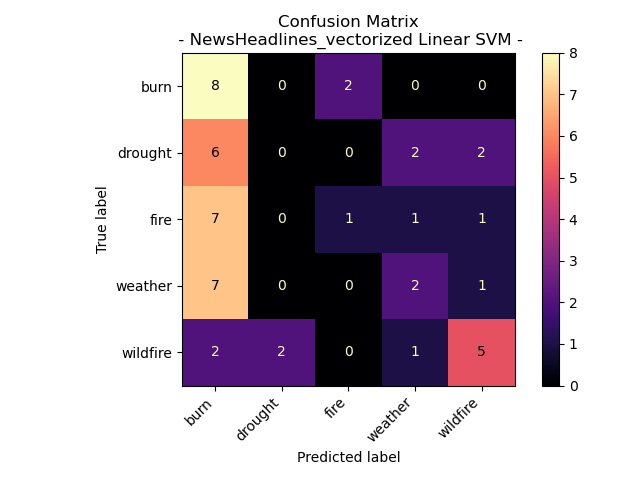 Confusion Matrix
- NewsHeadlines_vectorized Linear SVM -
True label
burn 8 0 2 0 0
drought 6 0 0 2 2
fire 7 0 1 1 1
weather 7 0 0 2 1
wildfire 2 2 0 1 5
burn drought fire weather wildfire
Predicted label
8
7
6
5
4
3
2
1
0